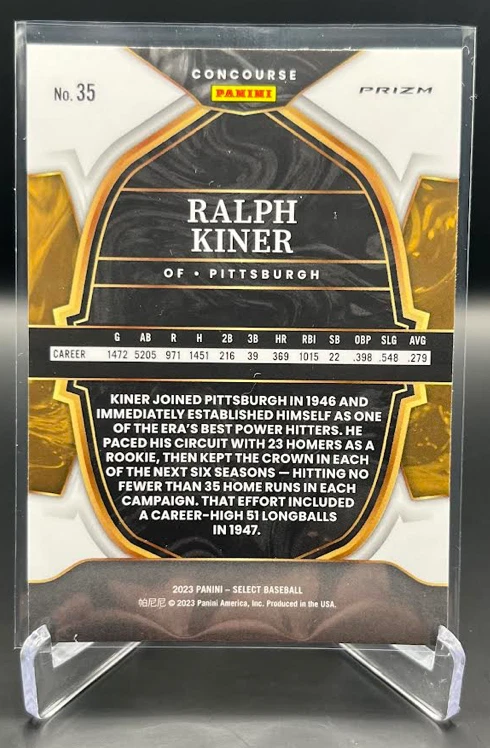 CONCOURSE
PANINI
No. 35
PRIZM
RALPH
KINER
OF • PITTSBURGH
G AB R H 2B 3B HR RBI SB OBP SLG AVG
CAREER 1472 5205 971 1451 216 39 369 1015 22 .398 .548 .279
KINER JOINED PITTSBURGH IN 1946 AND
IMMEDIATELY ESTABLISHED HIMSELF AS ONE
OF THE ERA'S BEST POWER HITTERS. HE
PACED HIS CIRCUIT WITH 23 HOMERS AS A
ROOKIE, THEN KEPT THE CROWN IN EACH
OF THE NEXT SIX SEASONS — HITTING NO
FEWER THAN 35 HOME RUNS IN EACH
CAMPAIGN. THAT EFFORT INCLUDED
A CAREER-HIGH 51 LONGBALLS
IN 1947.
2023 PANINI – SELECT BASEBALL
帕尼尼 © 2023 Panini America, Inc. Produced in the USA.